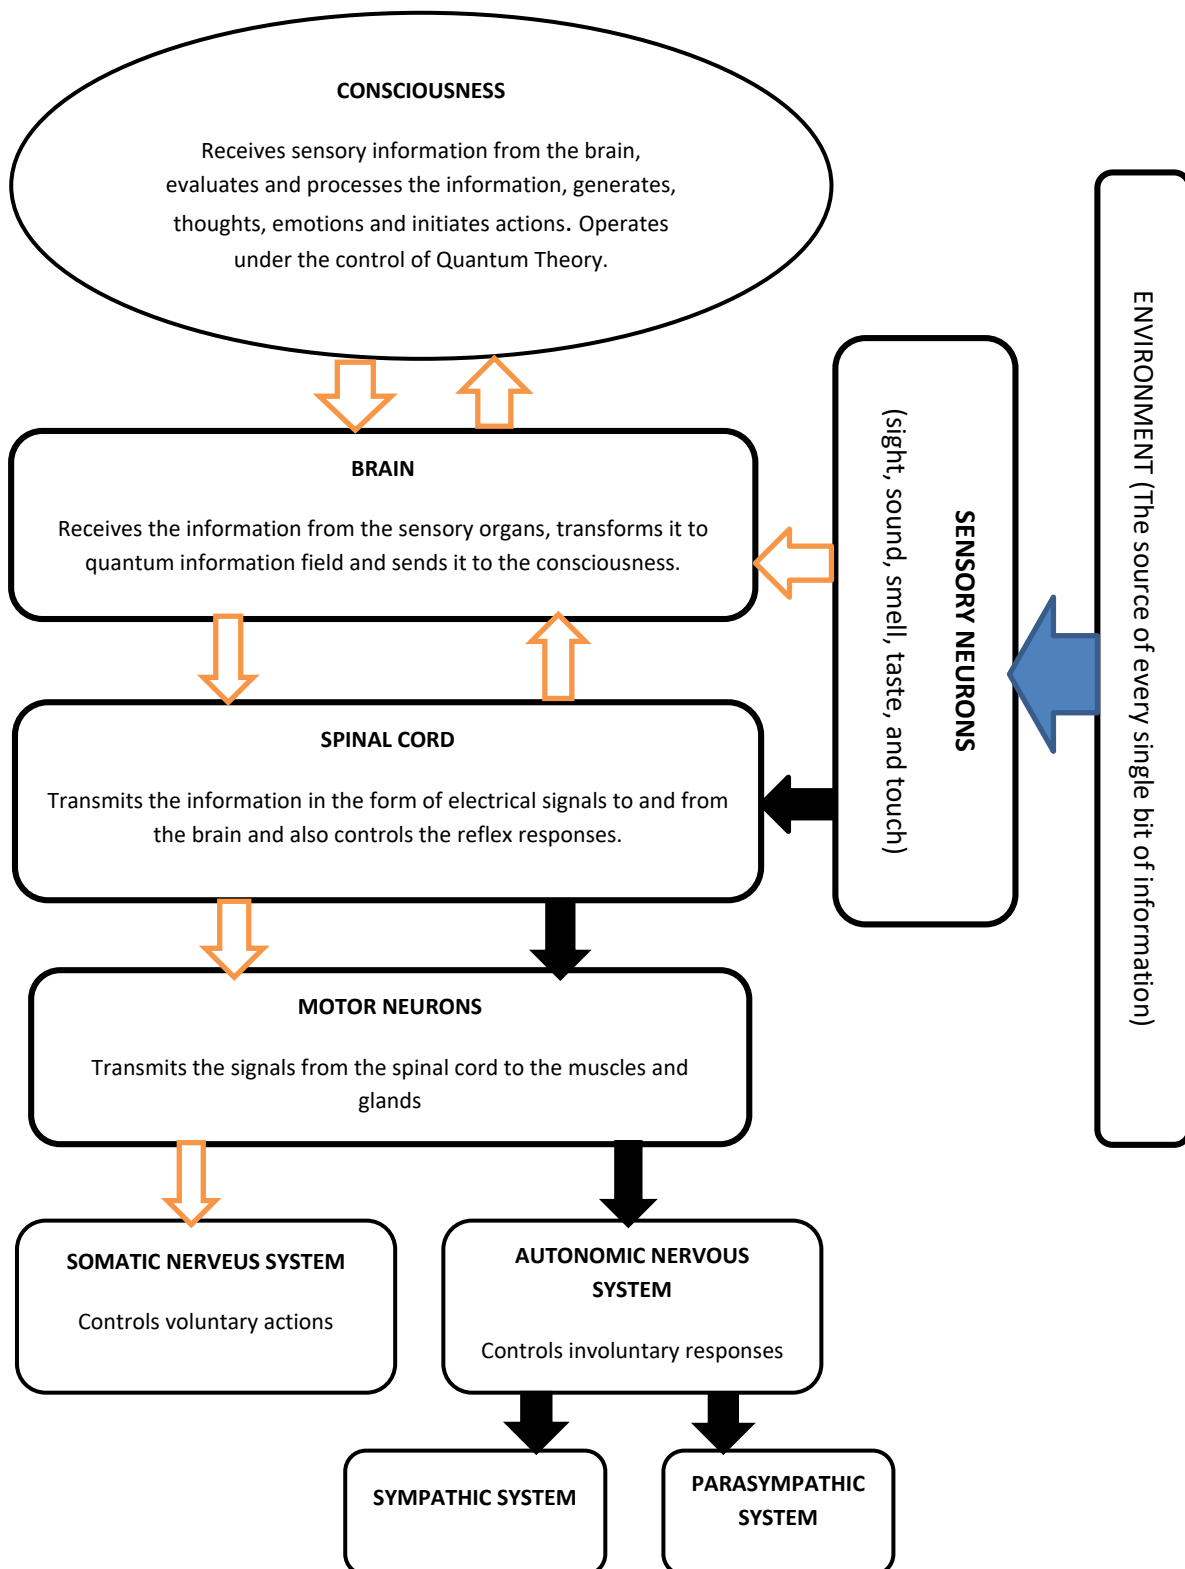 CONSCIOUSNESS
Receives sensory information from the brain,
evaluates and processes the information, generates,
thoughts, emotions and initiates actions. Operates
under the control of Quantum Theory.
BRAIN
Receives the information from the sensory organs, transforms it to
quantum information field and sends it to the consciousness.
SPINAL CORD
Transmits the information in the form of electrical signals to and from
the brain and also controls the reflex responses.
MOTOR NEURONS
Transmits the signals from the spinal cord to the muscles and
glands
SOMATIC NERVEUS SYSTEM
Controls voluntary actions
AUTONOMIC NERVOUS
SYSTEM
Controls involuntary responses
SYMPATHIC SYSTEM
PARASYMPATHIC
SYSTEM
SENSORY NEURONS
(sight, sound, smell, taste, and touch)
ENVIRONMENT (The source of every single bit of information)